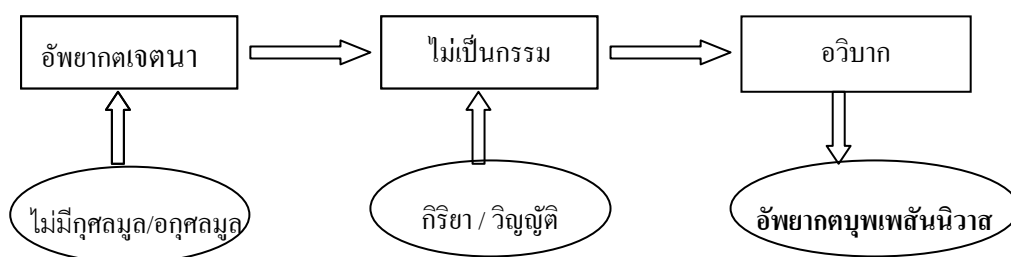 อัพยากตเจตนา
ไม่เป็นกรรม
อวิบาก
ไม่มีกุศลมูล/อกุศลมูล
กิริยา / วิญญัติ
อัพยากตบุพเพสันนิวาส